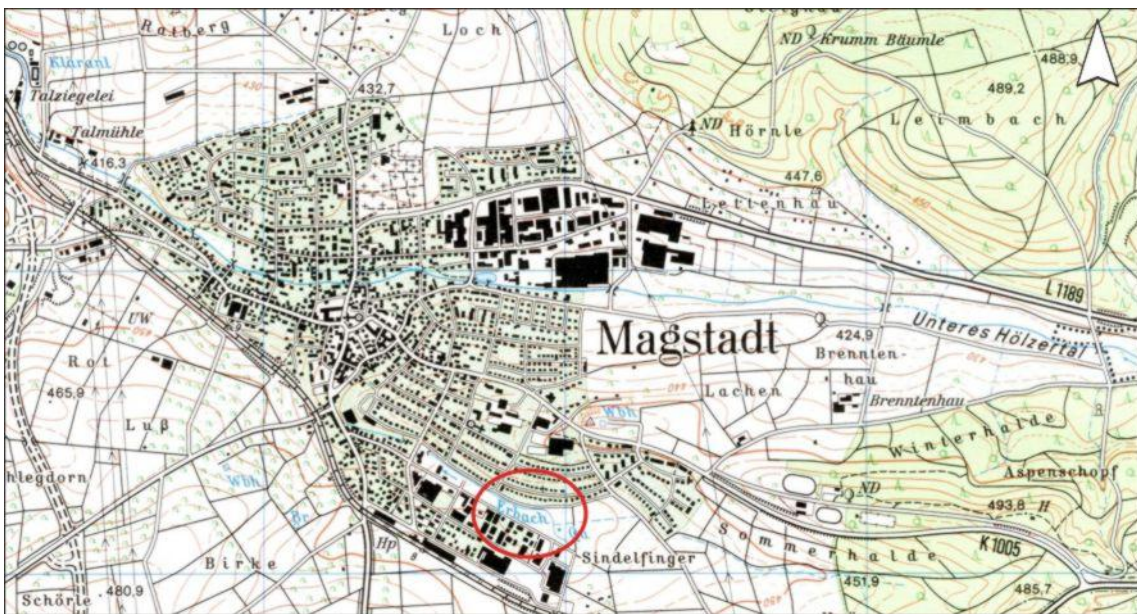 Steignau
Ratberg
Loch
ND
Krumm Bäumle
488,9
Kläranl
432,7
489,2
Talziegelei
ND
Hörnle
Leimbach
Talmühle
416,3
447,6
Lettenhau
L 1189
UW
Magstadt
424,9
Unteres Hölzertal
Rot
Brennten-
hau
465,9
Lachen
Brenntenhau
Luß
Wbh
Winterhalde
Aspenschopf
hlegdorn
Wbh
ND
493,8
H
Erbach
Br
Sommerhalde
K 1005
Hp
Sindelfinger
Birke
451,9
485,7
Schörle
480,9